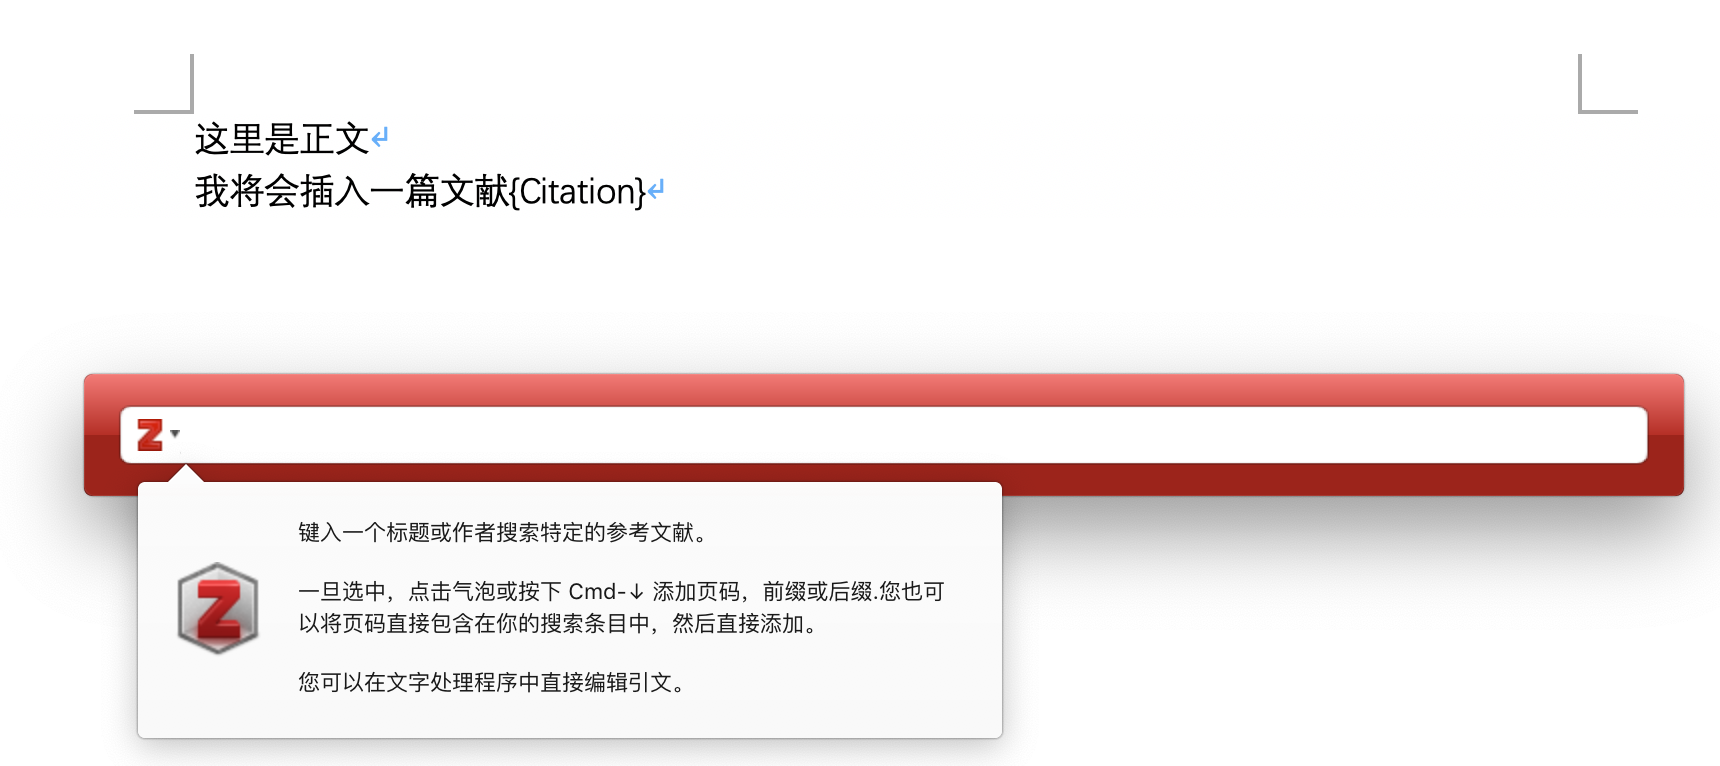 这里是正文
我将会插入一篇文献{Citation}
Z
键入一个标题或作者搜索特定的参考文献。
一旦选中，点击气泡或按下 Cmd-↓ 添加页码，前缀或后缀.您也可
以将页码直接包含在你的搜索条目中，然后直接添加。
Z
您可以在文字处理程序中直接编辑引文。